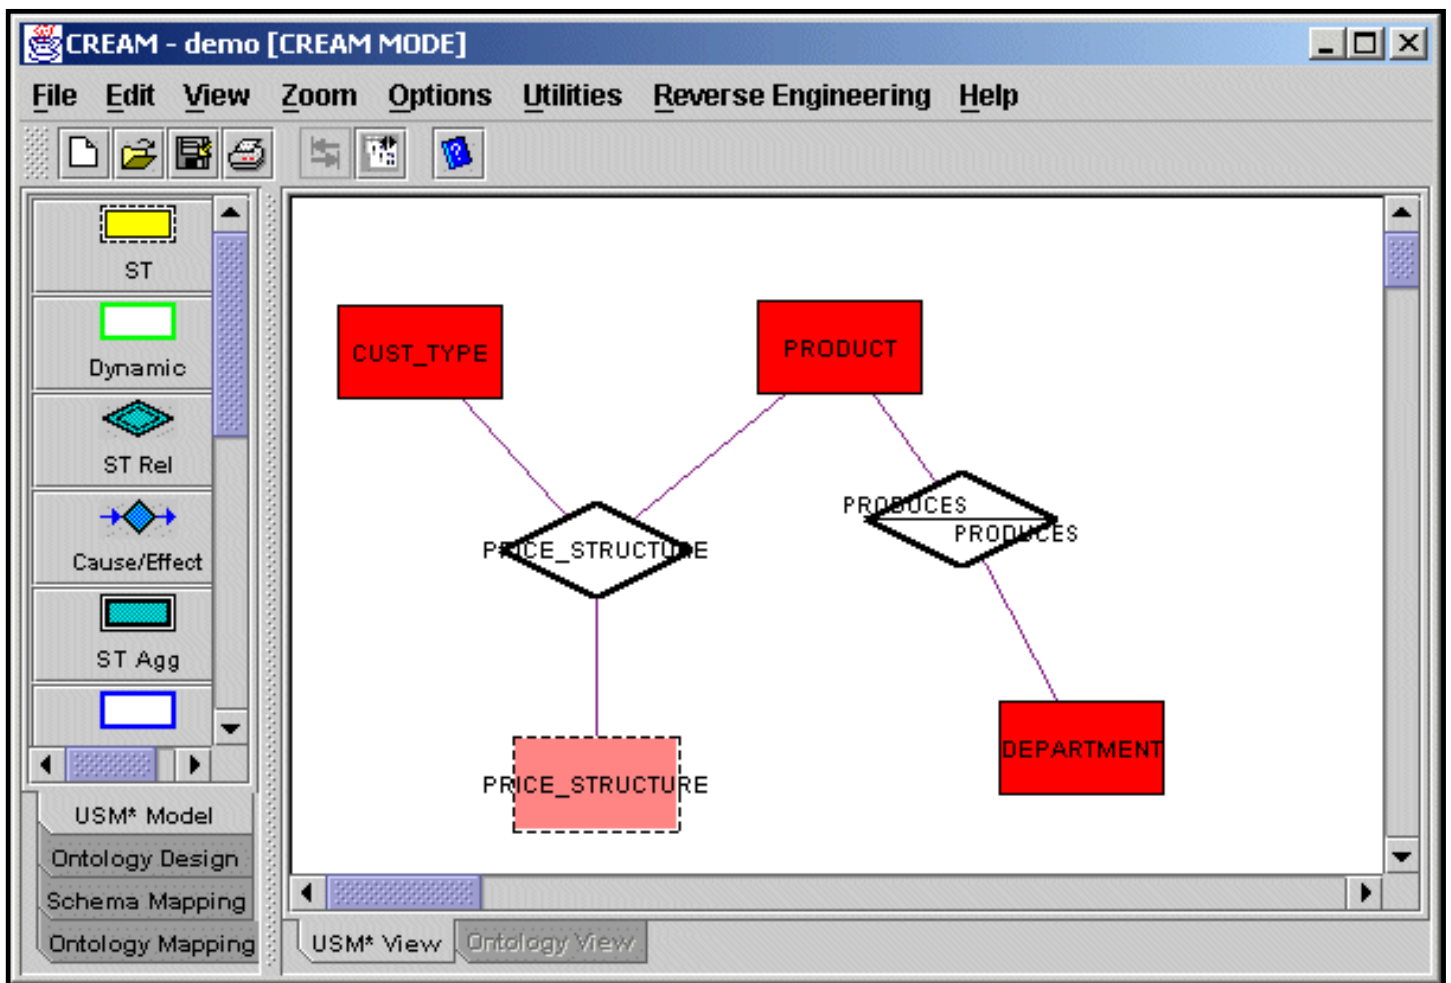 CREAM - demo [CREAM MODE]
File Edit View Zoom Options Utilities Reverse Engineering Help
ST
Dynamic
ST Rel
Cause/Effect
ST Agg
USM* Model
Ontology Design
Schema Mapping
Ontology Mapping
CUST_TYPE
PRODUCT
PRODUCES
PRODUCES
PRICE_STRUCTURE
PRICE_STRUCTURE
DEPARTMENT
USM* View
Ontology View